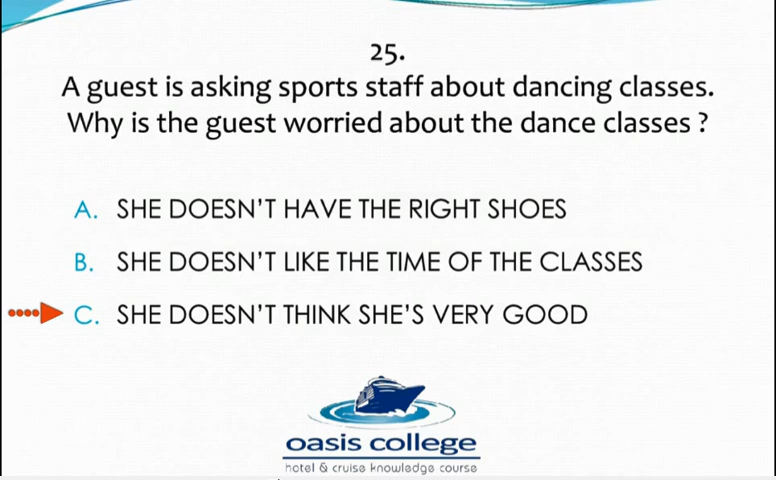 25.
A guest is asking sports staff about dancing classes.
Why is the guest worried about the dance classes ?
A. SHE DOESN'T HAVE THE RIGHT SHOES
B. SHE DOESN'T LIKE THE TIME OF THE CLASSES
C. SHE DOESN'T THINK SHE'S VERY GOOD
oasis college
hotel & cruise knowledge course